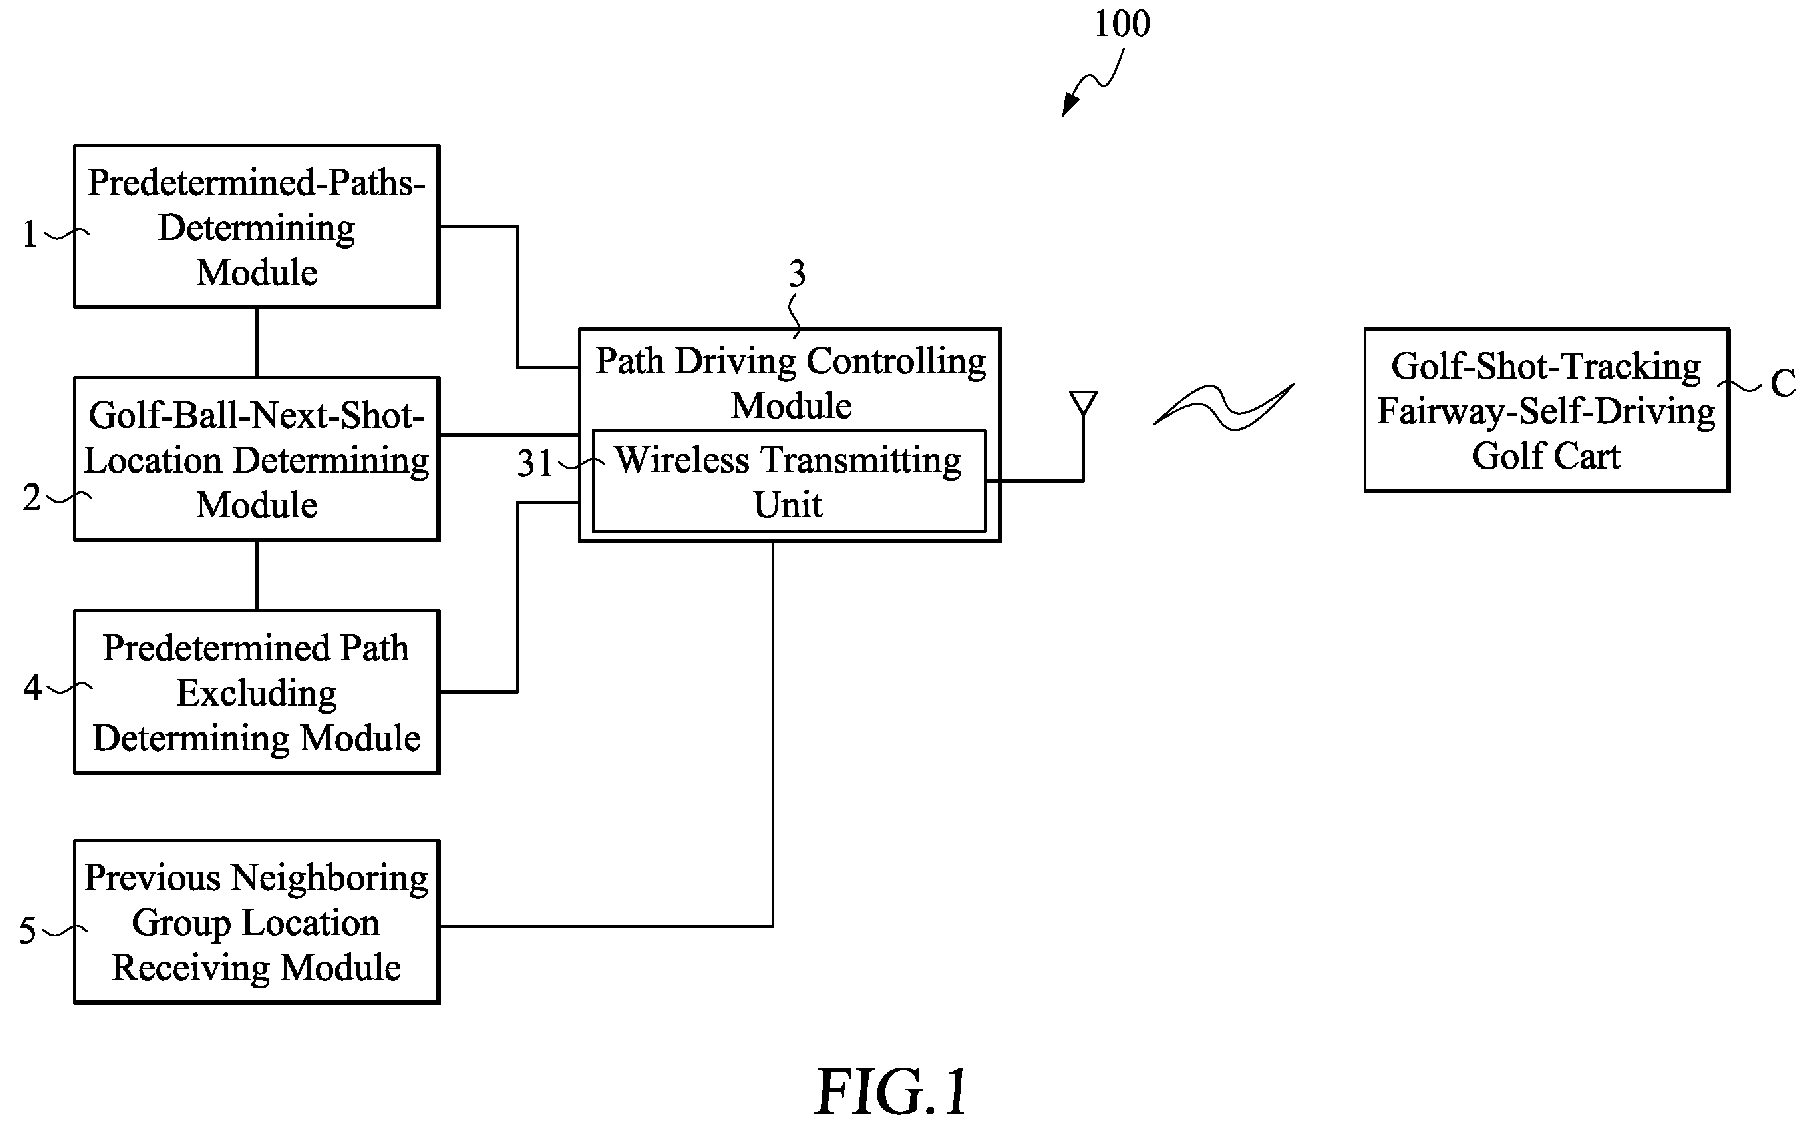 100
Predetermined-Paths-
Determining
Module
1
3
Path Driving Controlling
Module
31
Wireless Transmitting
Unit
Golf-Shot-Tracking
Fairway-Self-Driving
Golf Cart
C
Golf-Ball-Next-Shot-
Location Determining
Module
2
Predetermined Path
Excluding
Determining Module
4
Previous Neighboring
Group Location
Receiving Module
5
FIG.1